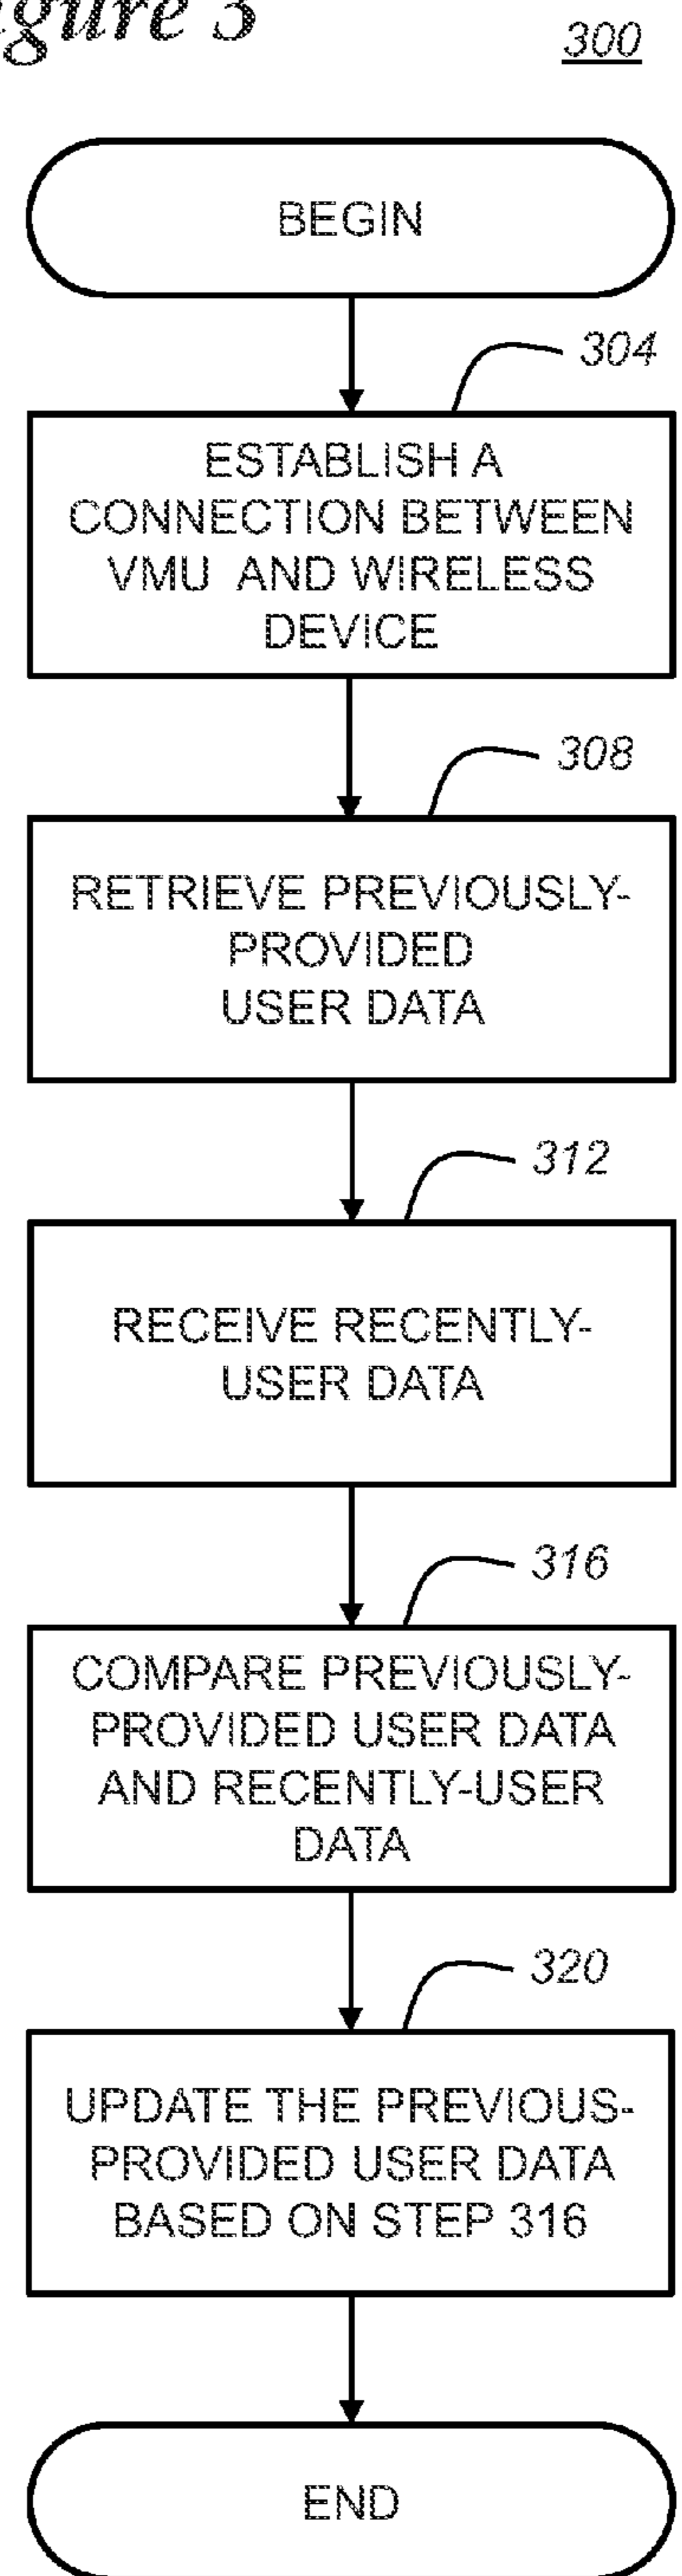 Figure 3
300
BEGIN
304
ESTABLISH A
CONNECTION BETWEEN
VMU AND WIRELESS
DEVICE
308
RETRIEVE PREVIOUSLY-
PROVIDED
USER DATA
312
RECEIVE RECENTLY-
USER DATA
316
COMPARE PREVIOUSLY-
PROVIDED USER DATA
AND RECENTLY-USER
DATA
320
UPDATE THE PREVIOUS-
PROVIDED USER DATA
BASED ON STEP 316
END